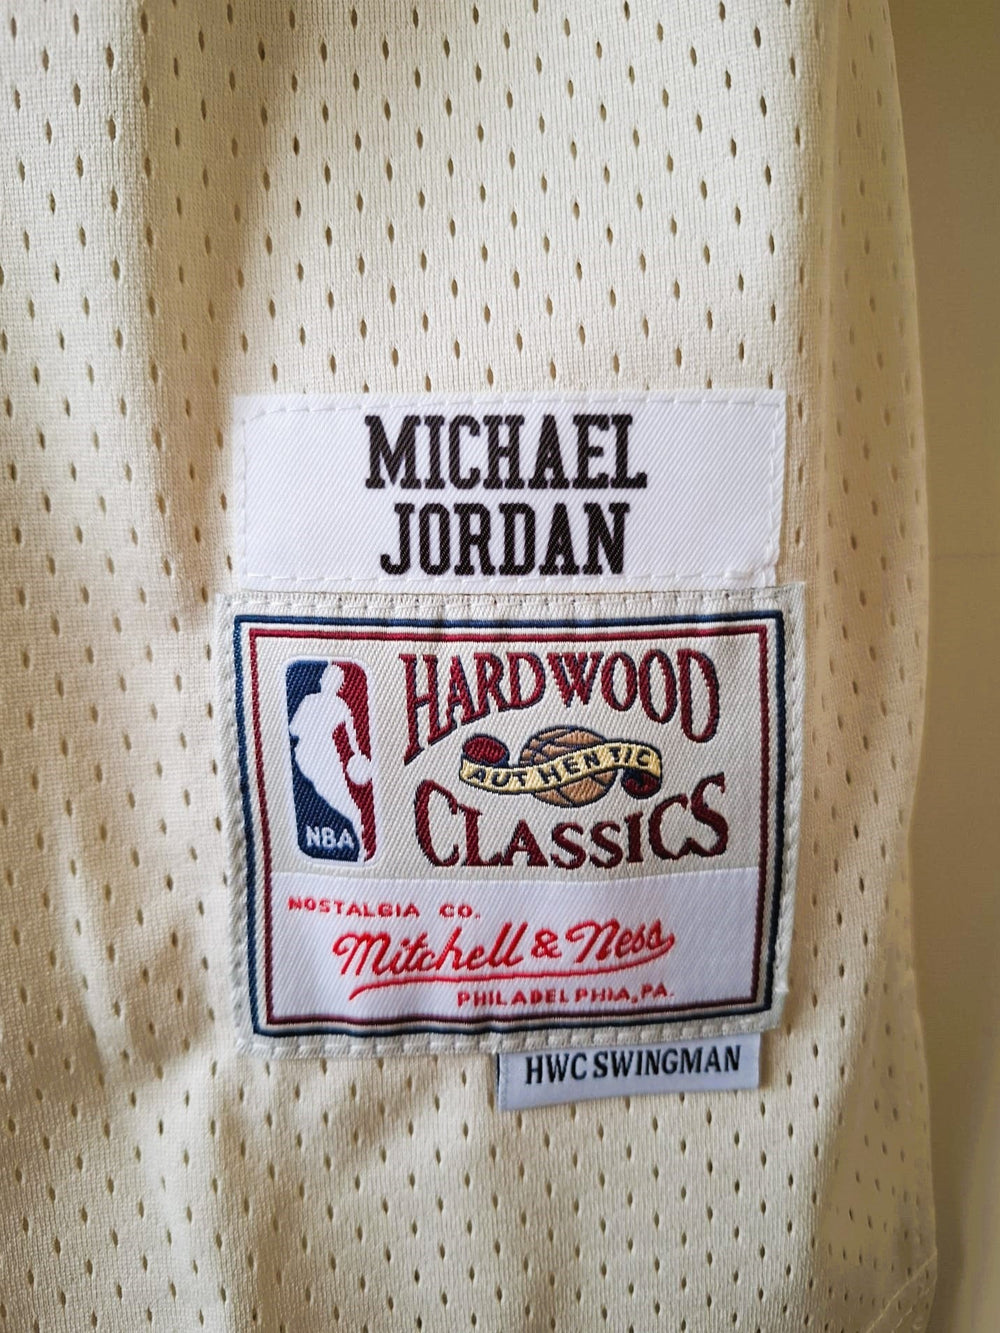 MICHAEL
JORDAN
HARDWOOD
AUTHENTIC
CLASSICS
NBA
NOSTALGIA CO.
Mitchell & Ness
PHILADELPHIA, PA.
HWC SWINGMAN